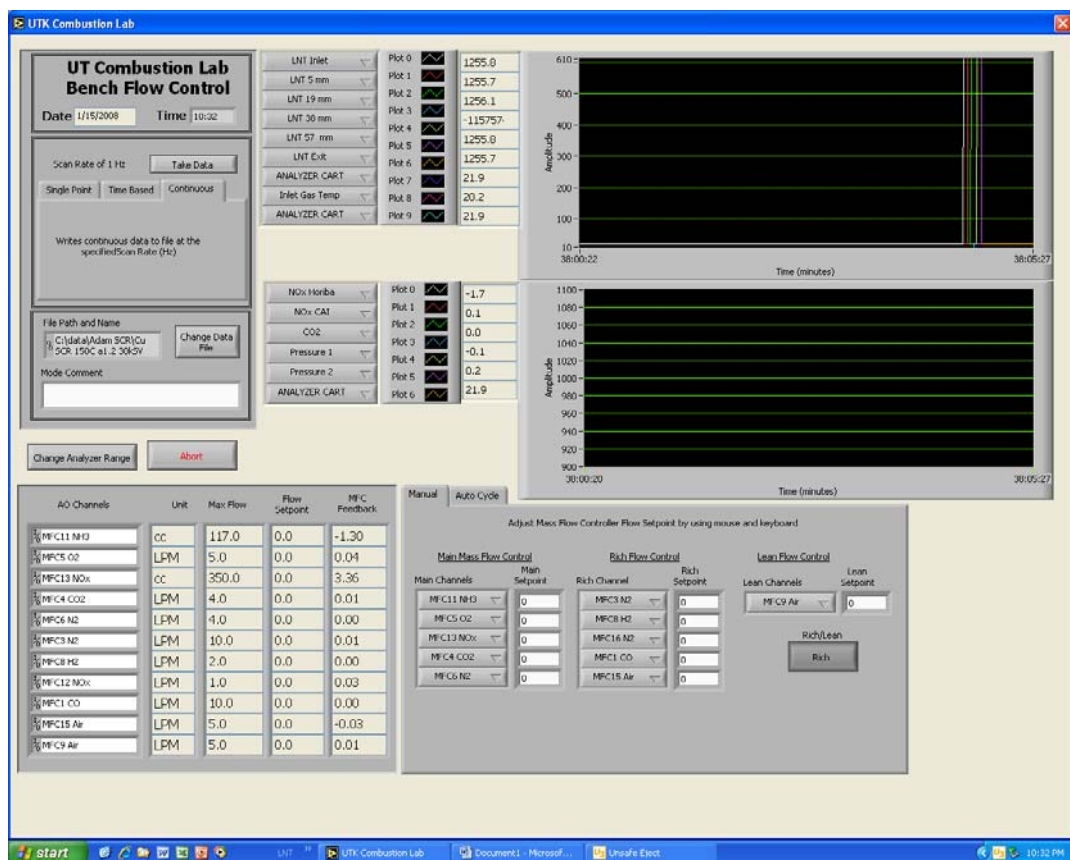 UTK Combustion Lab
UT Combustion Lab
Bench Flow Control
Date 1/15/2008 Time 10:32
Scan Rate of 1 Hz Take Data
Single Point Time Based Continuous
Writes continuous data to file at the
specifiedScan Rate (Hz)
File Path and Name
C:\data\Adam SCR\Cu
SCR 150C a1.2 30kSV
Change Data
File
Mode Comment
Change Analyzer Range Abort
LNT Inlet Plot 0 1255.8
LNT 5 mm Plot 1 1255.7
LNT 19 mm Plot 2 1256.1
LNT 38 mm Plot 3 -115757
LNT 57 mm Plot 4 1255.8
LNT Exit Plot 5 1255.7
ANALYZER CART Plot 6 21.9
Inlet Gas Temp Plot 7 20.2
ANALYZER CART Plot 8 21.9
Plot 9
610
500
400
300
200
100
10
Amplitude
38:00:22 38:05:27
Time (minutes)
NOx Horiba Plot 0 -1.7
NOx CAI Plot 1 0.1
CO2 Plot 2 0.0
Pressure 1 Plot 3 -0.1
Pressure 2 Plot 4 0.2
ANALYZER CART Plot 5 21.9
Plot 6
1100
1080
1060
1040
1020
1000
980
960
940
920
900
Amplitude
38:00:20 38:05:27
Time (minutes)
AO Channels Unit Max Flow Flow Setpoint MFC Feedback
MFC11 NH3 cc 117.0 0.0 -1.30
MFC5 O2 LPM 5.0 0.0 0.04
MFC13 NOx cc 350.0 0.0 3.36
MFC4 CO2 LPM 4.0 0.0 0.01
MFC6 N2 LPM 4.0 0.0 0.00
MFC3 N2 LPM 10.0 0.0 0.01
MFC8 H2 LPM 2.0 0.0 0.00
MFC12 NOx LPM 1.0 0.0 0.03
MFC1 CO LPM 10.0 0.0 0.00
MFC15 Air LPM 5.0 0.0 -0.03
MFC9 Air LPM 5.0 0.0 0.01
Manual Auto Cycle
Adjust Mass Flow Controller Flow Setpoint by using mouse and keyboard
Main Mass Flow Control Rich Flow Control Lean Flow Control
Main Channels Main Setpoint Rich Channel Rich Setpoint Lean Channels Lean Setpoint
MFC11 NH3 0 MFC3 N2 0 MFC9 Air 0
MFC5 O2 0 MFC8 H2 0
MFC13 NOx 0 MFC16 N2 0
MFC4 CO2 0 MFC1 CO 0
MFC6 N2 0 MFC15 Air 0
Rich/Lean
Rich
start LNT UTK Combustion Lab Document1 - Microsof... Unsafe Eject 10:32 PM